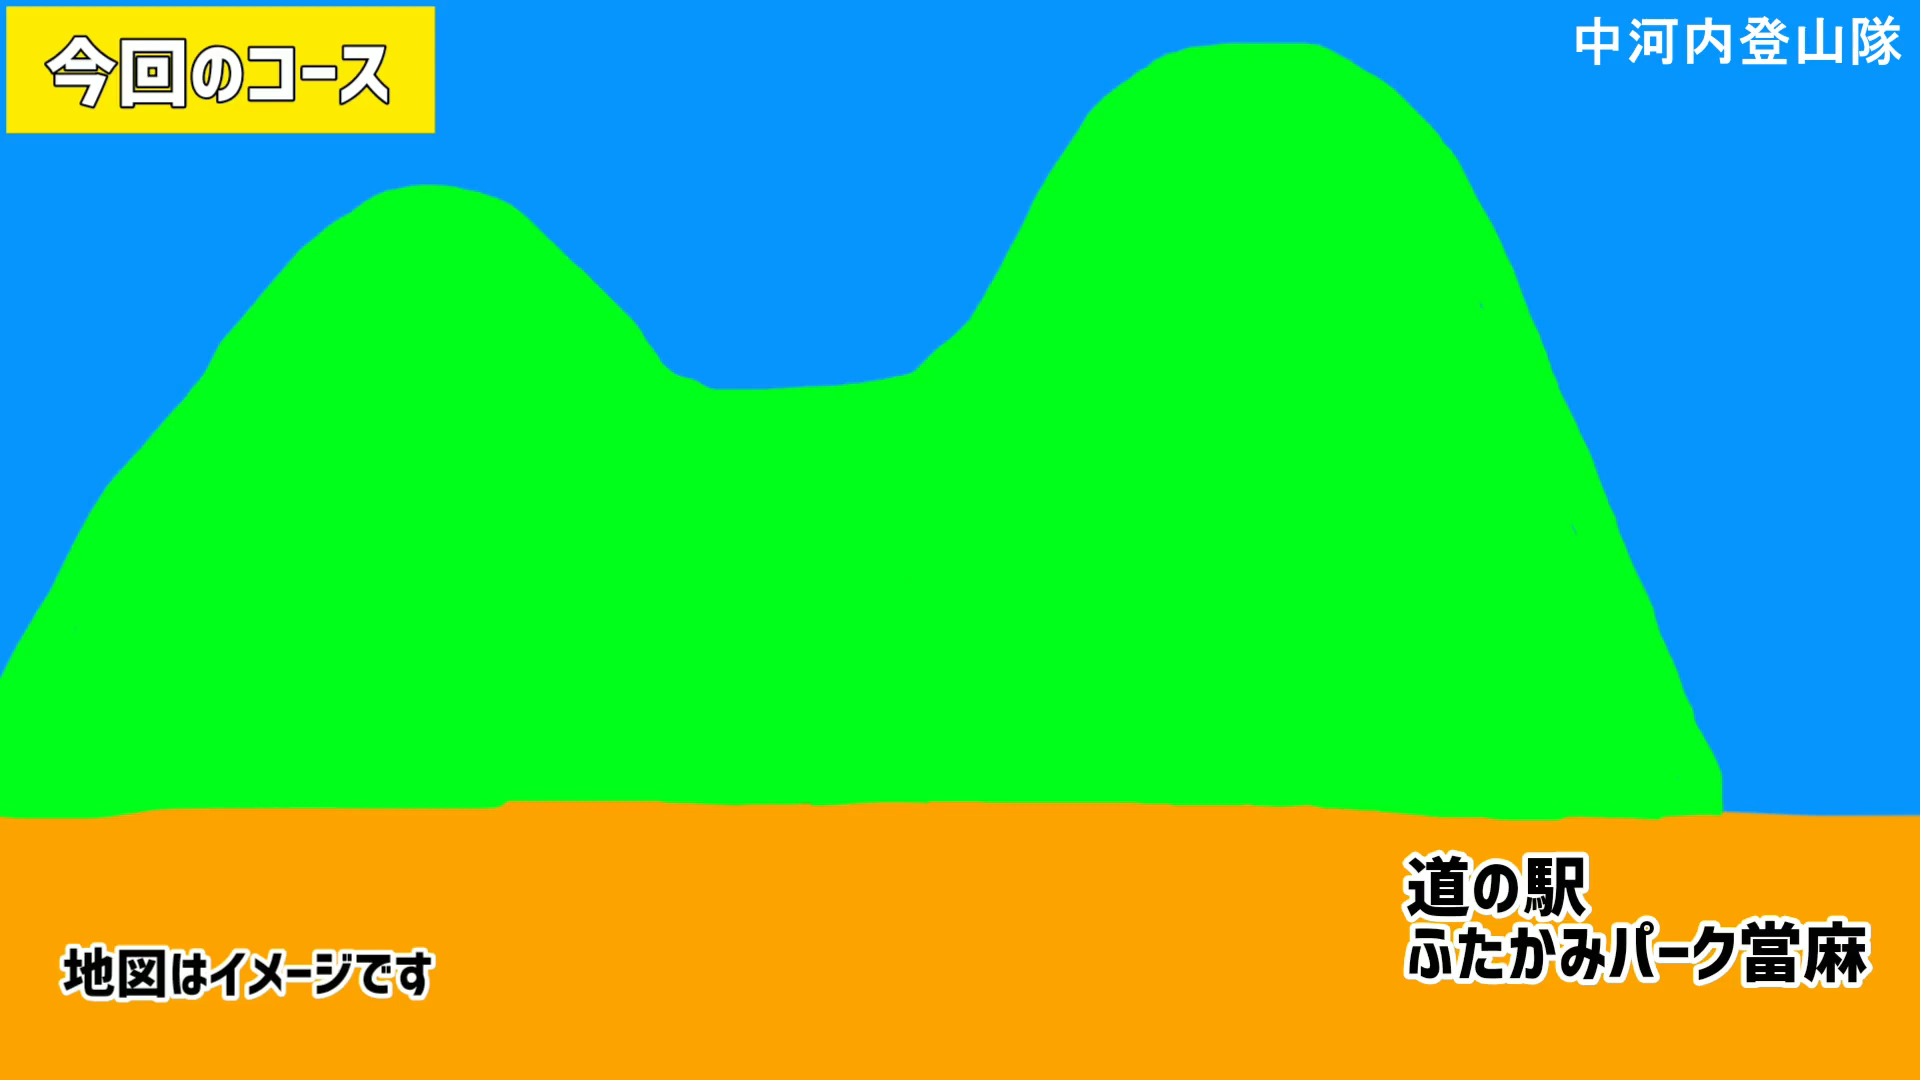 今回のコース
中河内登山隊
道の駅
ふたかみパーク當麻
地図はイメージです